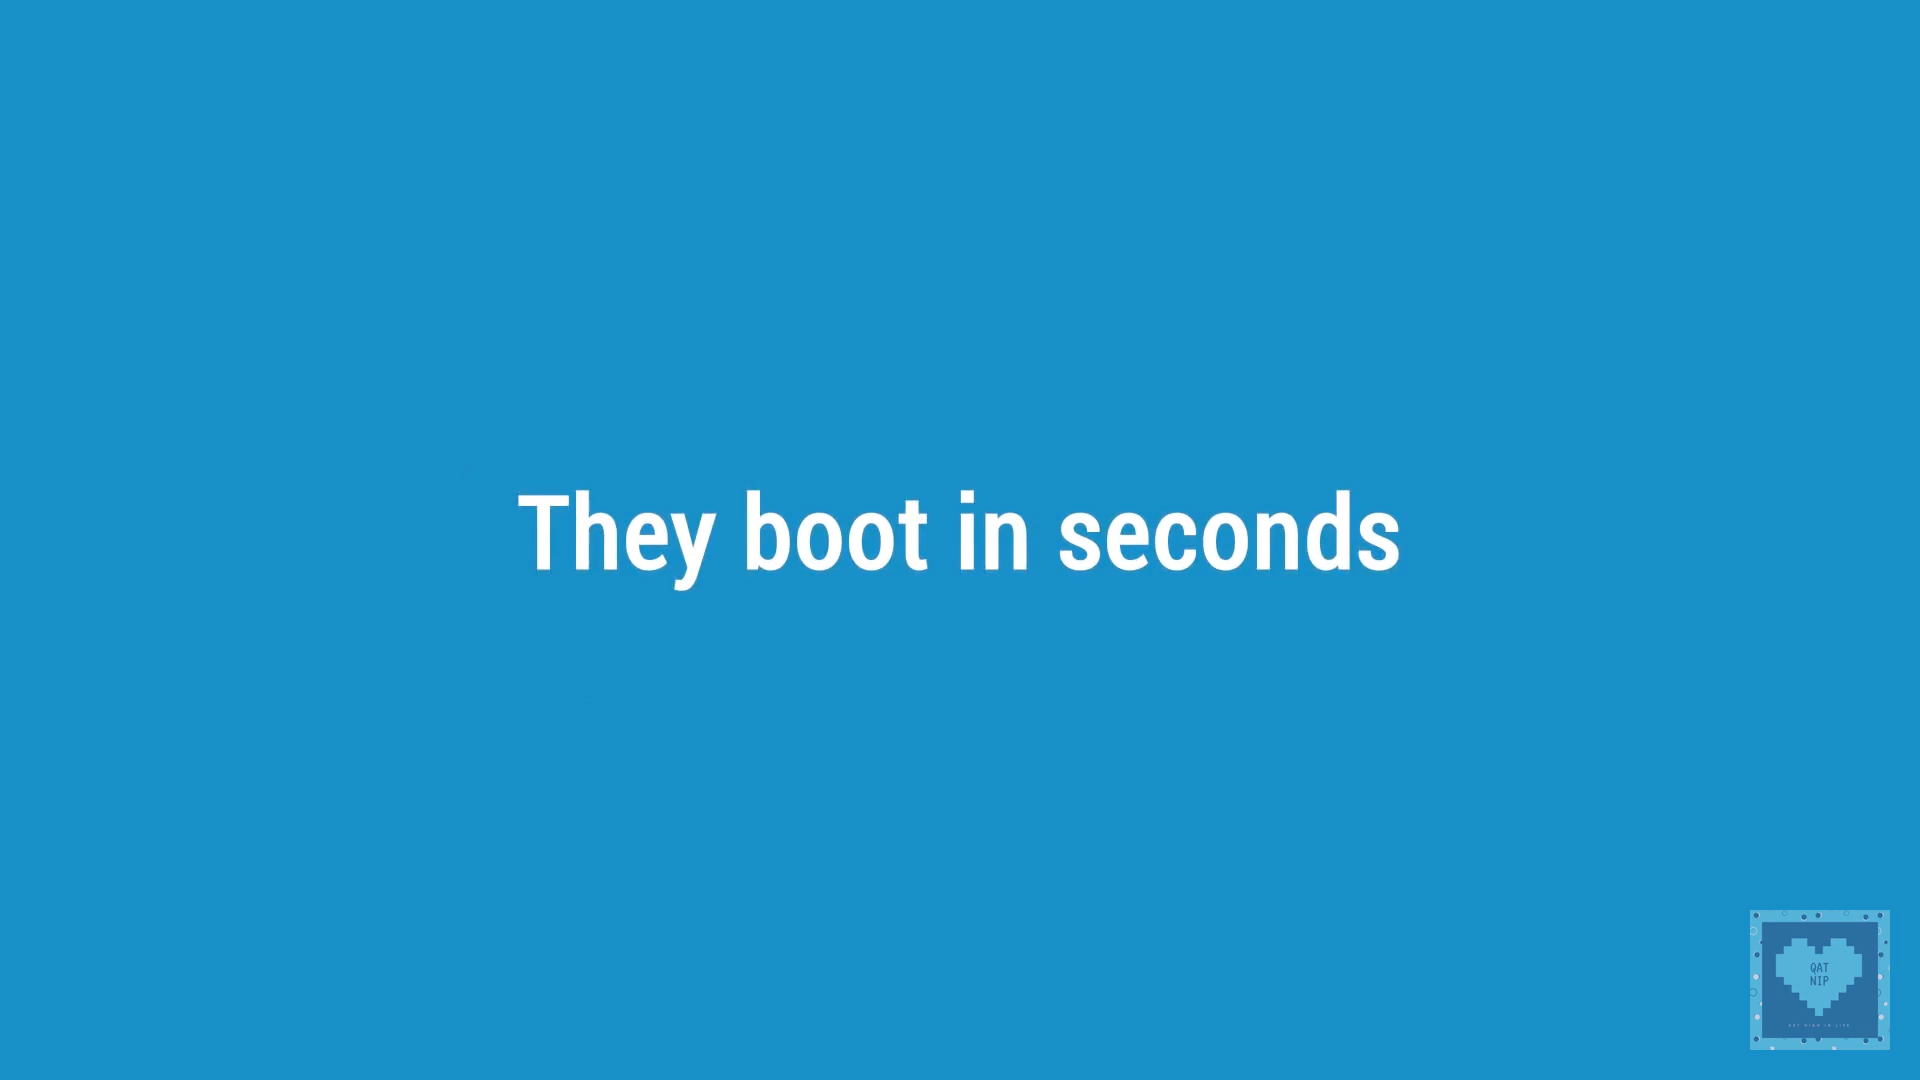 They boot in seconds
QAT
NIP